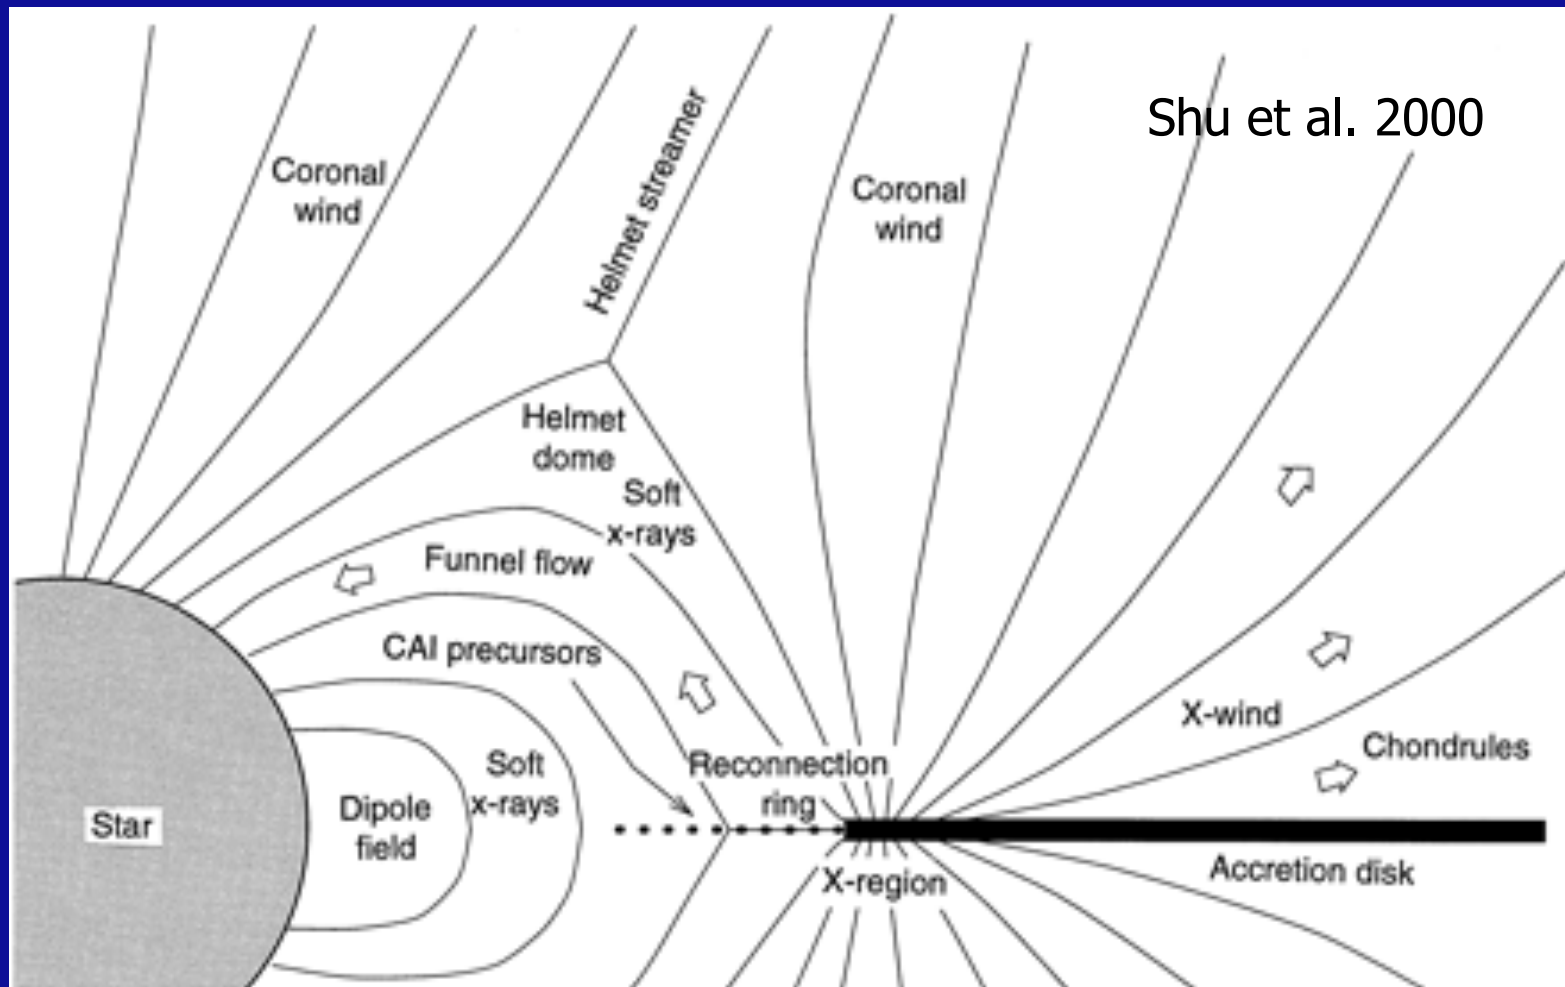 Shu et al. 2000
Coronal
wind
Helmet streamer
Coronal
wind
Helmet
dome
Soft
x-rays
Funnel flow
CAI precursors
X-wind
Chondrules
Reconnection
ring
Soft
x-rays
Dipole
field
Star
X-region
Accretion disk